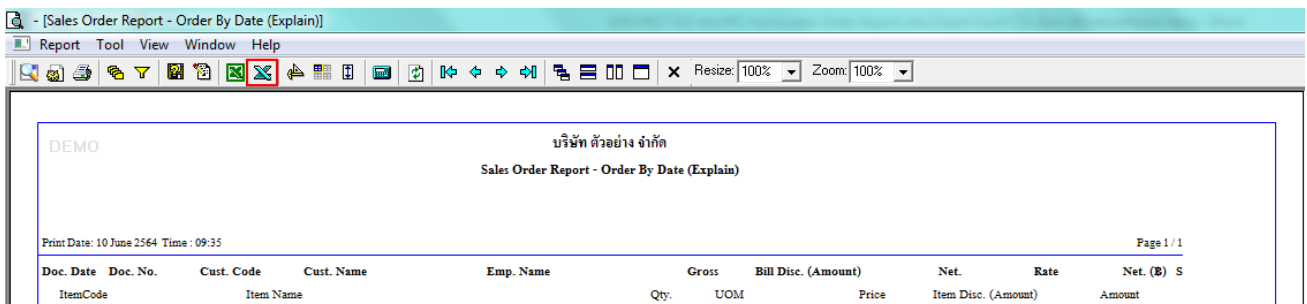 - [Sales Order Report - Order By Date (Explain)]
Report Tool View Window Help
Resize: 100% Zoom: 100%
DEMO
บริษัท ตัวอย่าง จำกัด
Sales Order Report - Order By Date (Explain)
Print Date: 10 June 2564 Time : 09:35 Page 1 / 1
Doc. Date Doc. No. Cust. Code Cust. Name Emp. Name Gross Bill Disc. (Amount) Net. Rate Net. (฿) S
ItemCode Item Name Qty. UOM Price Item Disc. (Amount) Amount